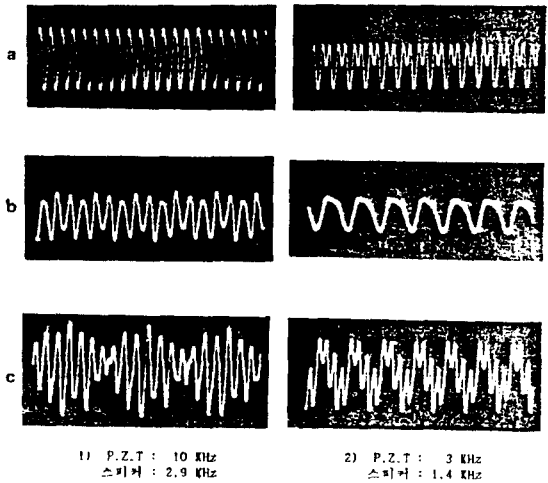 a
b
c
1) P.Z.T : 10 KHz
스피커 : 2.9 KHz
2) P.Z.T : 3 KHz
스피커 : 1.4 KHz